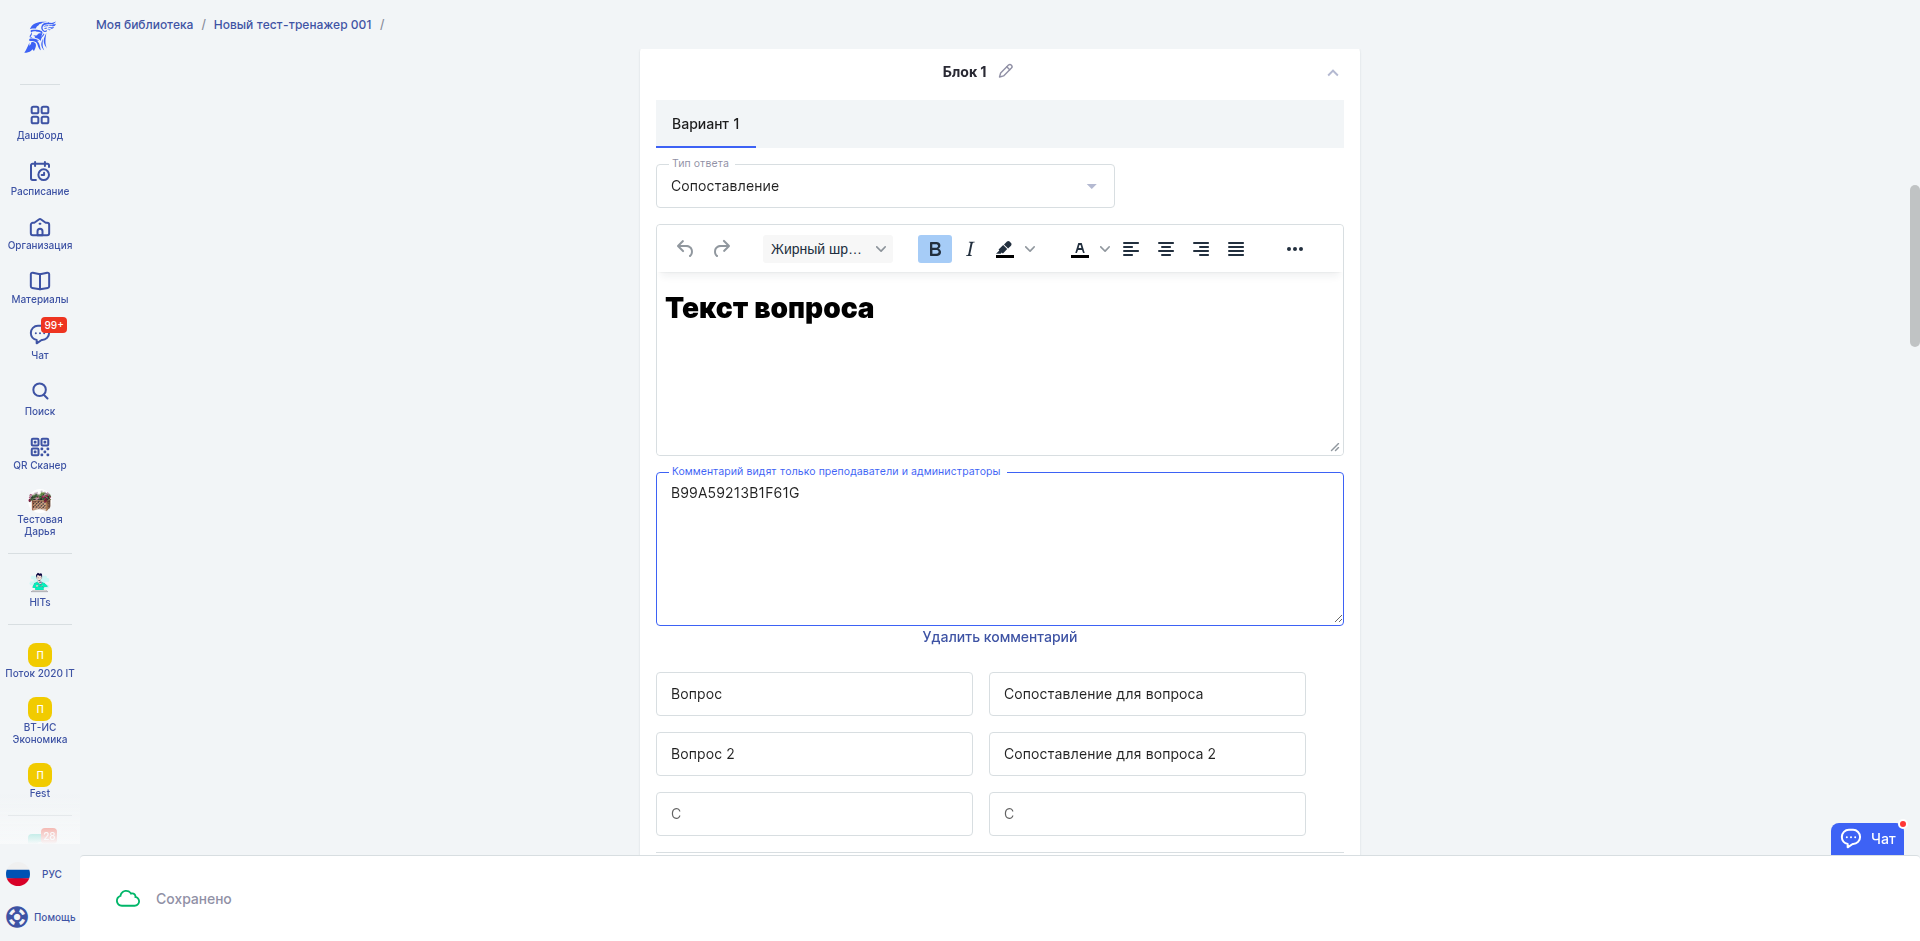 Моя библиотека / Новый тест-тренажер 001 /
Дашборд
Расписание
Организация
Материалы
99+
Чат
Поиск
QR Сканер
Тестовая
Дарья
HITs
П
Поток 2020 IT
П
ВТ-ИС
Экономика
П
Fest
28
РУС
Помощь
Блок 1
Вариант 1
Тип ответа
Сопоставление
Жирный шр...
B I A
Текст вопроса
Комментарий видят только преподаватели и администраторы
B99A59213B1F61G
Удалить комментарий
Вопрос
Сопоставление для вопроса
Вопрос 2
Сопоставление для вопроса 2
C
C
Чат
Сохранено